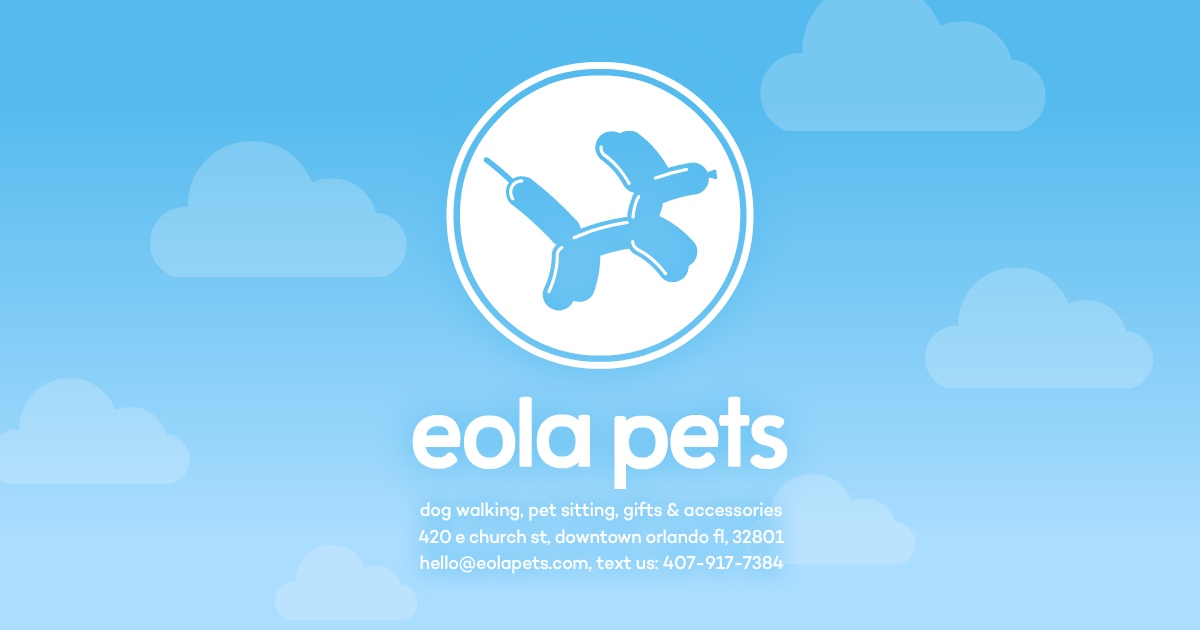 eola pets
dog walking, pet sitting, gifts & accessories
420 e church st, downtown orlando fl, 32801
hello@eolapets.com, text us: 407-917-7384